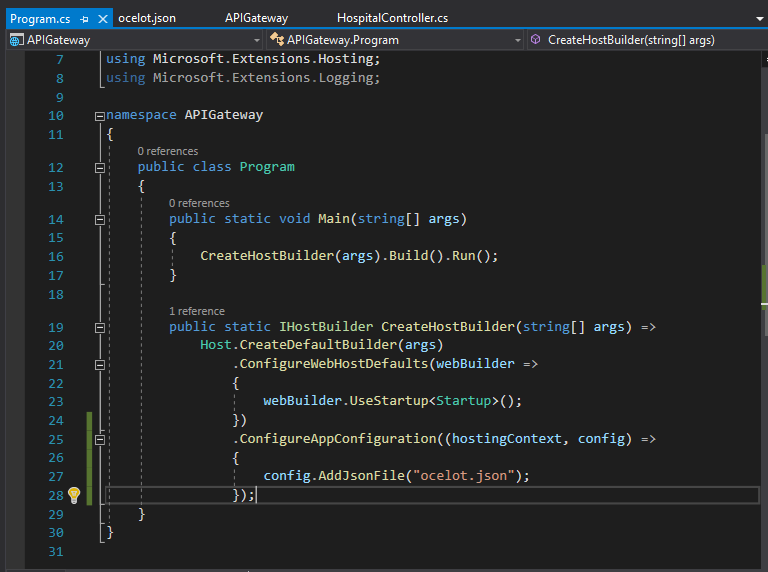 Program.cs
ocelot.json
APIGateway
HospitalController.cs
APIGateway
APIGateway.Program
CreateHostBuilder(string[] args)
7 using Microsoft.Extensions.Hosting;
8 using Microsoft.Extensions.Logging;
9
10 namespace APIGateway
11 {
0 references
12 public class Program
13 {
0 references
14 public static void Main(string[] args)
15 {
16 CreateHostBuilder(args).Build().Run();
17 }
18
1 reference
19 public static IHostBuilder CreateHostBuilder(string[] args) =>
20 Host.CreateDefaultBuilder(args)
21 .ConfigureWebHostDefaults(webBuilder =>
22 {
23 webBuilder.UseStartup<Startup>();
24 })
25 .ConfigureAppConfiguration((hostingContext, config) =>
26 {
27 config.AddJsonFile("ocelot.json");
28 });
29 }
30 }
31